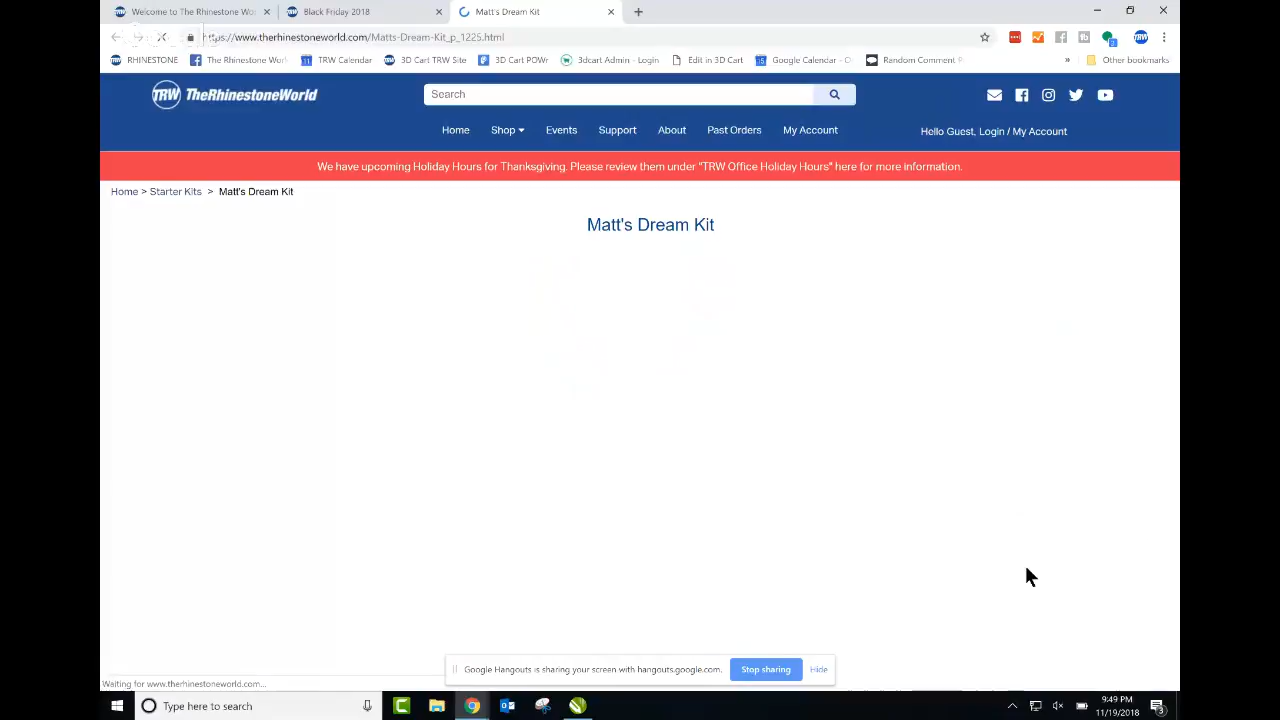 Welcome to The Rhinestone Wo
Black Friday 2018
Matt's Dream Kit
https://www.therhinestoneworld.com/Matts-Dream-Kit_p_1225.html
RHINESTONE
The Rhinestone Worl
TRW Calendar
3D Cart TRW Site
3D Cart POWr
3dcart Admin - Login
Edit in 3D Cart
Google Calendar - O
Random Comment P
»
Other bookmarks
TRW TheRhinestoneWorld
Search
Home
Shop
Events
Support
About
Past Orders
My Account
Hello Guest, Login / My Account
We have upcoming Holiday Hours for Thanksgiving. Please review them under "TRW Office Holiday Hours" here for more information.
Home > Starter Kits > Matt's Dream Kit
Matt's Dream Kit
Google Hangouts is sharing your screen with hangouts.google.com.
Stop sharing
Hide
Waiting for www.therhinestoneworld.com...
Type here to search
9:49 PM
11/19/2018
3